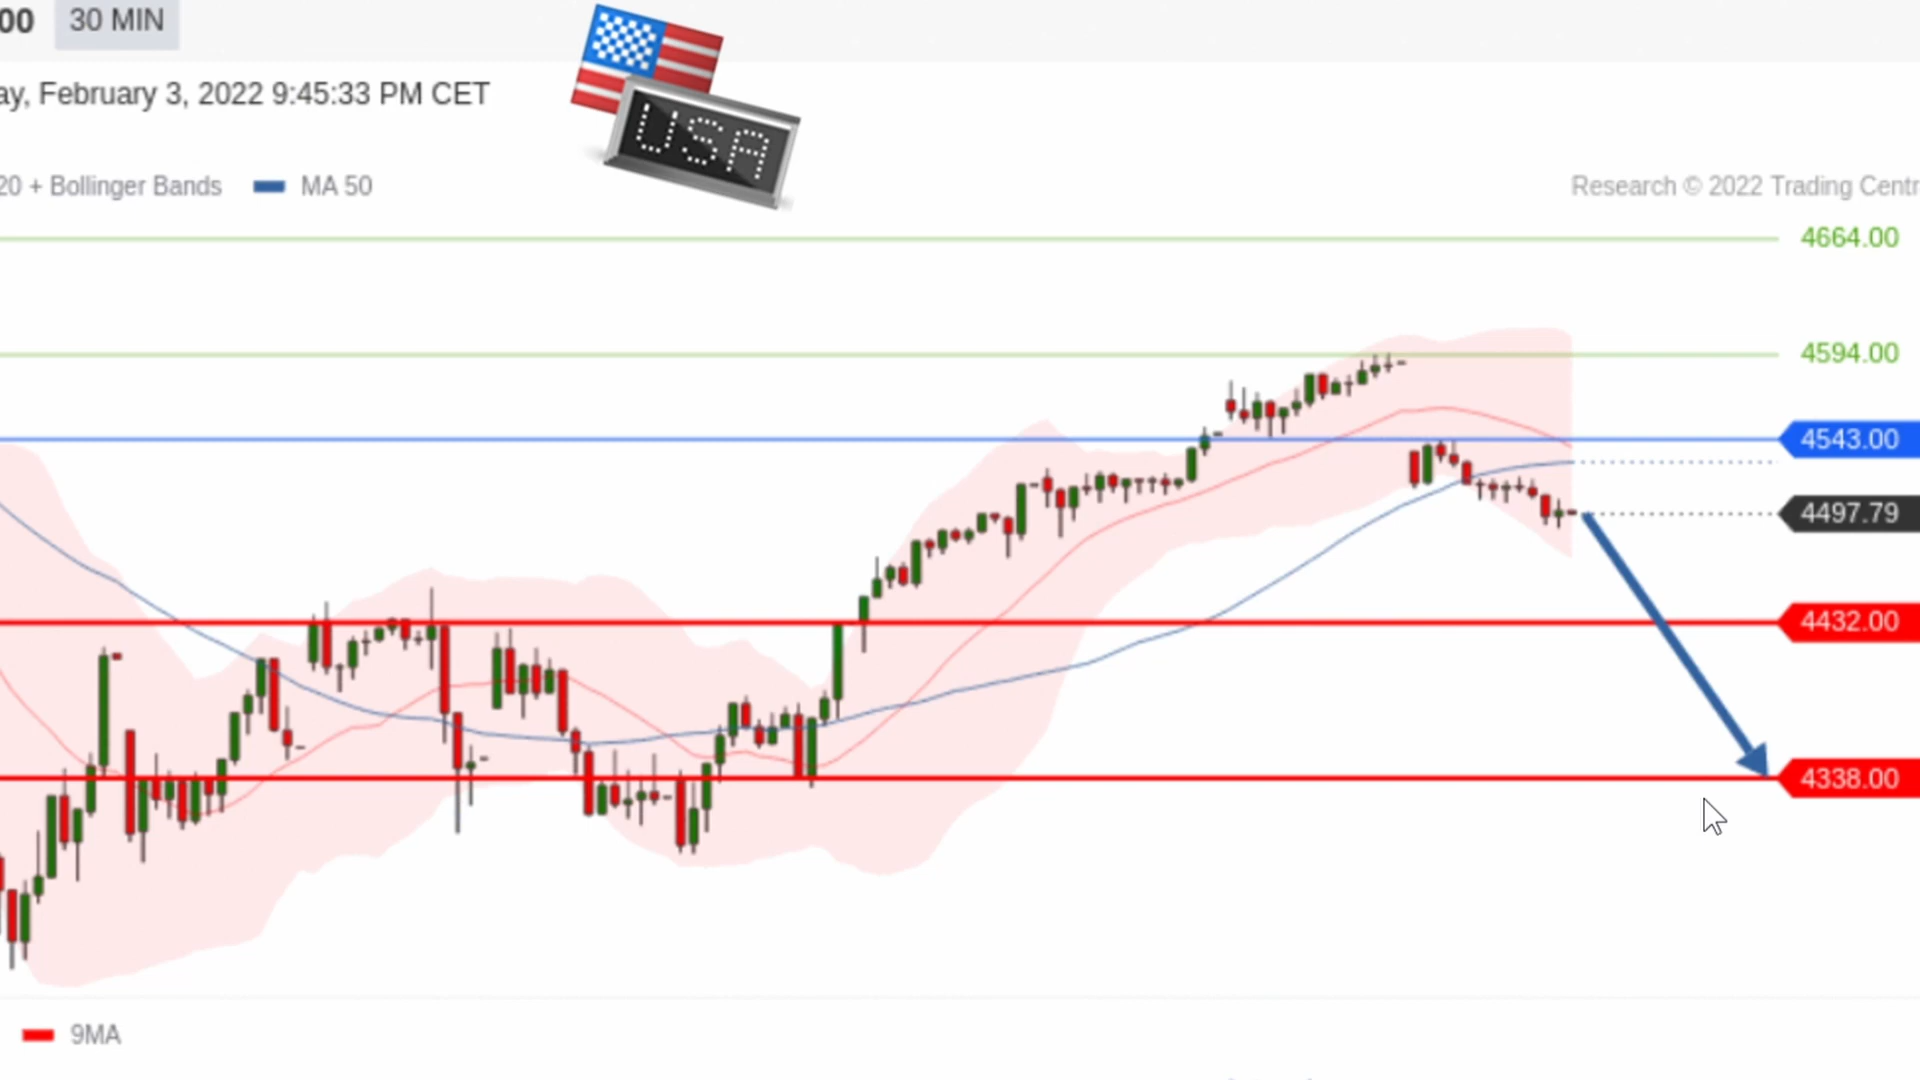 00 30 MIN
ay, February 3, 2022 9:45:33 PM CET
USA
20 + Bollinger Bands MA 50
Research © 2022 Trading Centr
4664.00
4594.00
4543.00
4497.79
4432.00
4338.00
9MA